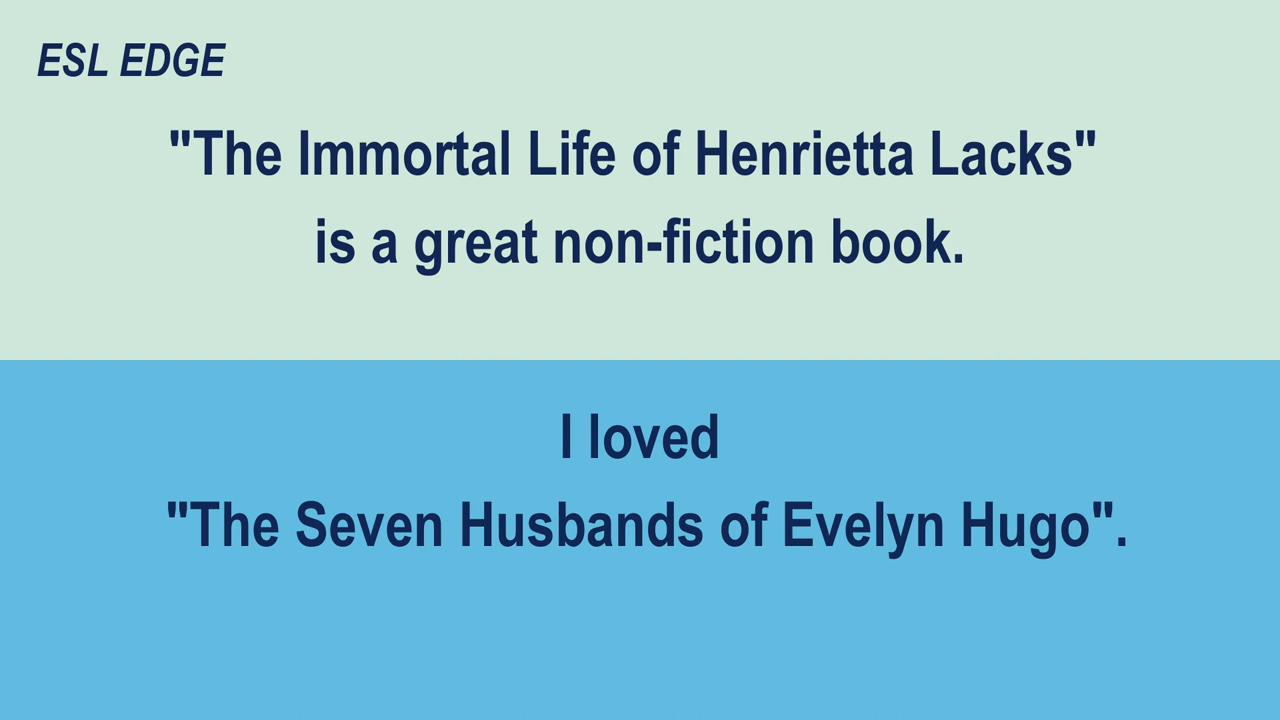 ESL EDGE
"The Immortal Life of Henrietta Lacks"
is a great non-fiction book.
I loved
"The Seven Husbands of Evelyn Hugo".